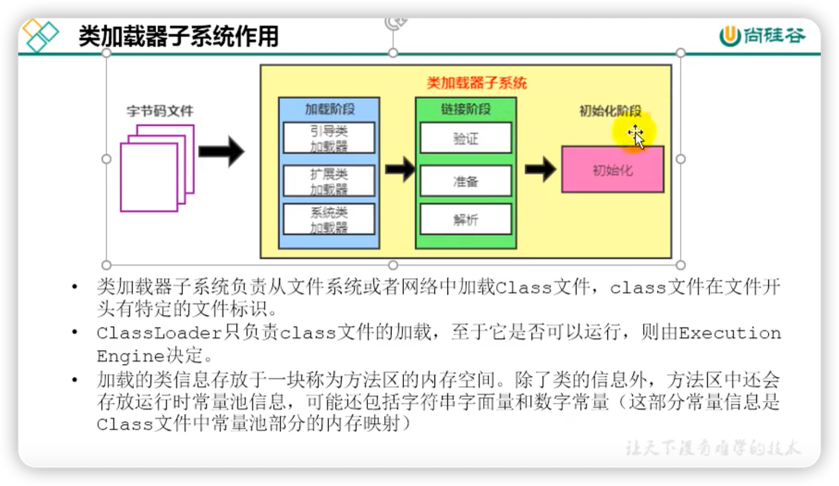 类加载器子系统作用
尚硅谷
类加载器子系统
字节码文件
加载阶段
引导类
加载器
扩展类
加载器
系统类
加载器
链接阶段
验证
准备
解析
初始化阶段
初始化
• 类加载器子系统负责从文件系统或者网络中加载Class文件，class文件在文件开
头有特定的文件标识。
• ClassLoader只负责class文件的加载，至于它是否可以运行，则由Execution
Engine决定。
• 加载的类信息存放于一块称为方法区的内存空间。除了类的信息外，方法区中还会
存放运行时常量池信息，可能还包括字符串字面量和数字常量（这部分常量信息是
Class文件中常量池部分的内存映射）
让天下没有难学的技术